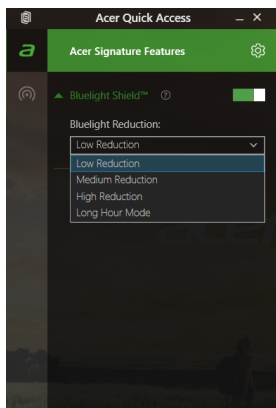 Acer Quick Access
Acer Signature Features
Bluelight Shield™
Bluelight Reduction:
Low Reduction
Low Reduction
Medium Reduction
High Reduction
Long Hour Mode
acer